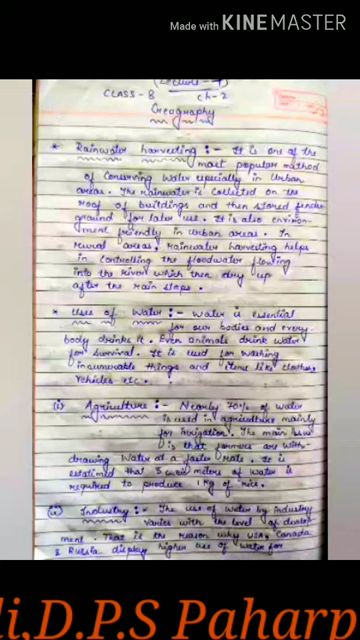 Made with KINEMASTER
(Lecture - 4)
CLASS - 8 ch - 2
Geography
* Rainwater harvesting :- It is one of the
most popular method
of conserving water especially in urban
areas. The rainwater is collected on the
roof of buildings and then stored under
ground for later use. It is also environ-
ment friendly in urban areas. In
rural areas, rainwater harvesting helps
in controlling the floodwater flowing
into the river which then dry up
after the rain stops.
* Uses of Water :- Water is essential
for our bodies and every
body drinks it. Even animals drink water
for survival. It is used for washing
innumerable things and items like clothes,
vehicles etc.
(i) Agriculture :- Nearly 70% of water
is used in agriculture mainly
for irrigation. The main issue
is that farmers are with-
drawing water at a faster rate. It is
estatimed that 3 meters of water is
required to produce 1 kg of rice.
(ii) Industry :- The use of water by industry
varies with the level of develop
ment. That is the reason why USA, Canada
& Russia display higher use of water for
li,D.P.S Paharp